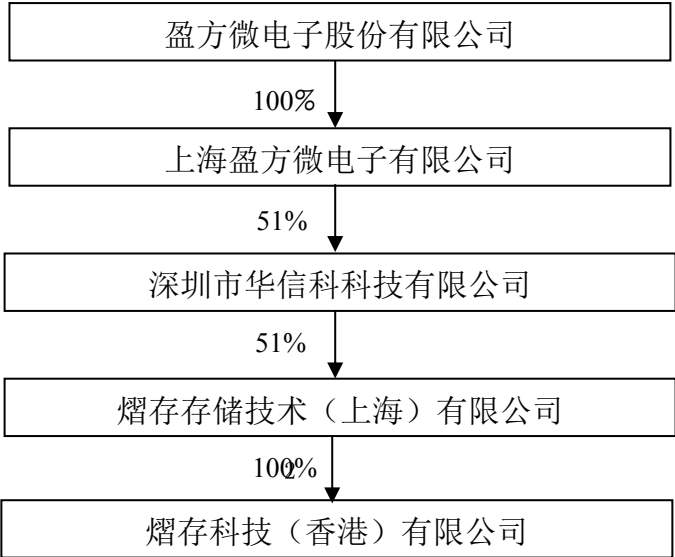 盈方微电子股份有限公司
100%
上海盈方微电子有限公司
51%
深圳市华信科科技有限公司
51%
熠存存储技术（上海）有限公司
100%
2
熠存科技（香港）有限公司